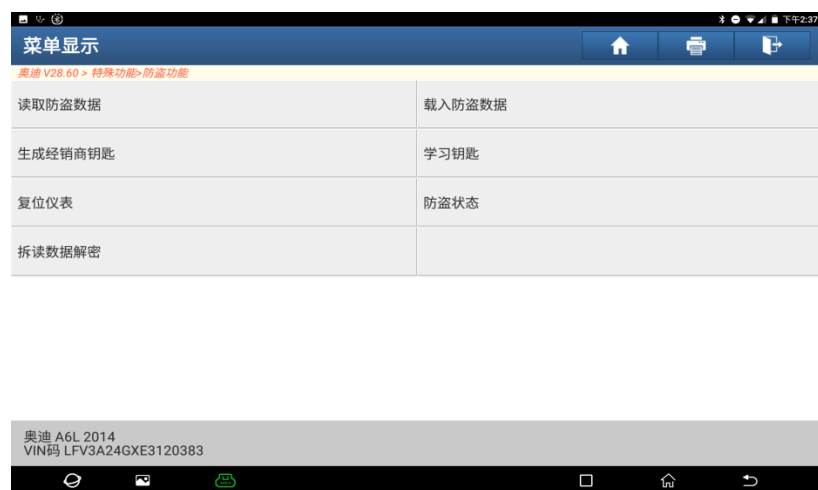 下午2:37
菜单显示
奥迪 V28.60 > 特殊功能>防盗功能
读取防盗数据
载入防盗数据
生成经销商钥匙
学习钥匙
复位仪表
防盗状态
拆读数据解密
奥迪 A6L 2014
VIN码 LFV3A24GXE3120383